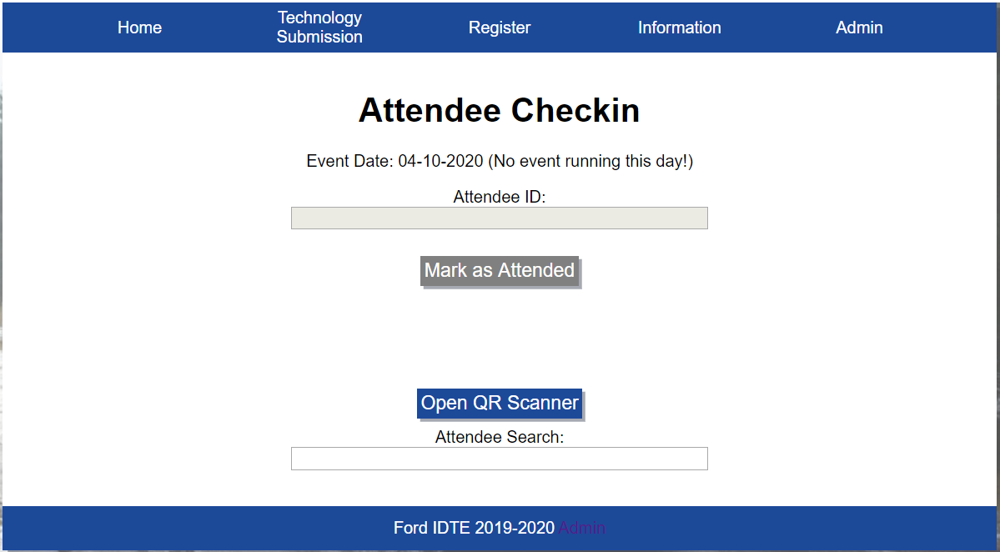 Home
Technology
Submission
Register
Information
Admin
Attendee Checkin
Event Date: 04-10-2020 (No event running this day!)
Attendee ID:
Mark as Attended
Open QR Scanner
Attendee Search:
Ford IDTE 2019-2020 Admin